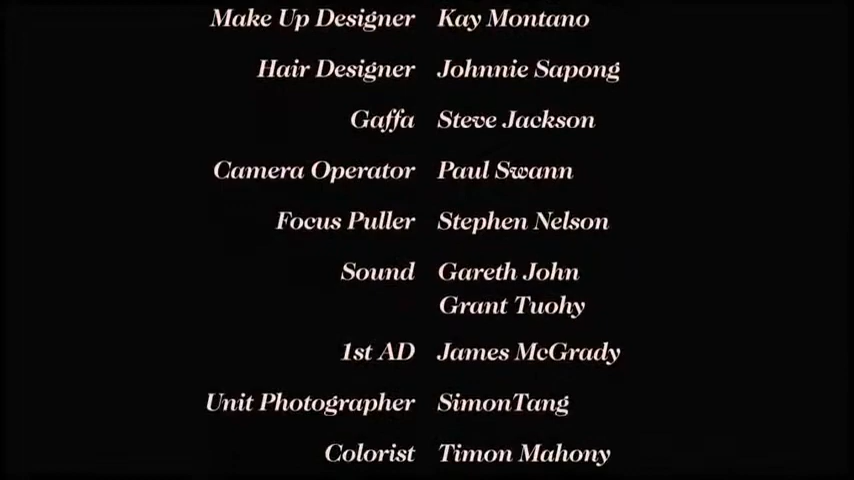 Make Up Designer Kay Montano
Hair Designer Johnnie Sapong
Gaffa Steve Jackson
Camera Operator Paul Swann
Focus Puller Stephen Nelson
Sound Gareth John
Grant Tuohy
1st AD James McGrady
Unit Photographer SimonTang
Colorist Timon Mahony